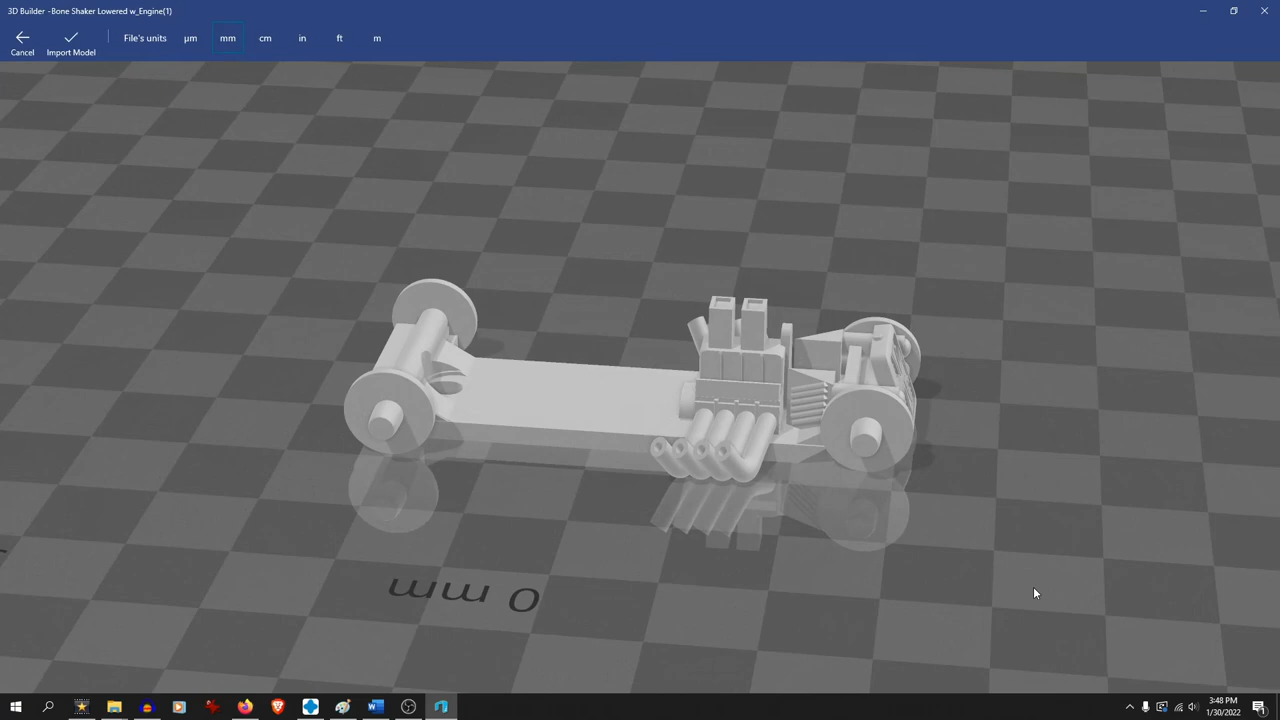 3D Builder -Bone Shaker Lowered w_Engine(1)
Cancel
Import Model
File's units
µm
mm
cm
in
ft
m
0 mm
3:48 PM
1/30/2022